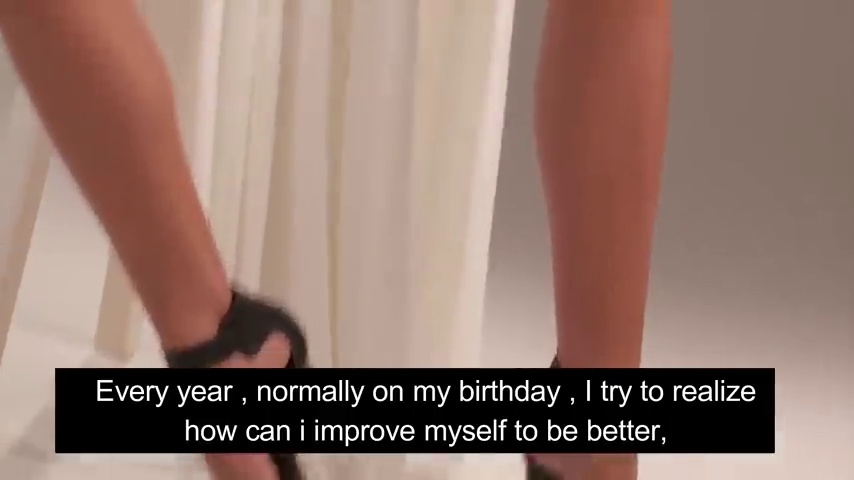 Every year , normally on my birthday , I try to realize
how can i improve myself to be better,